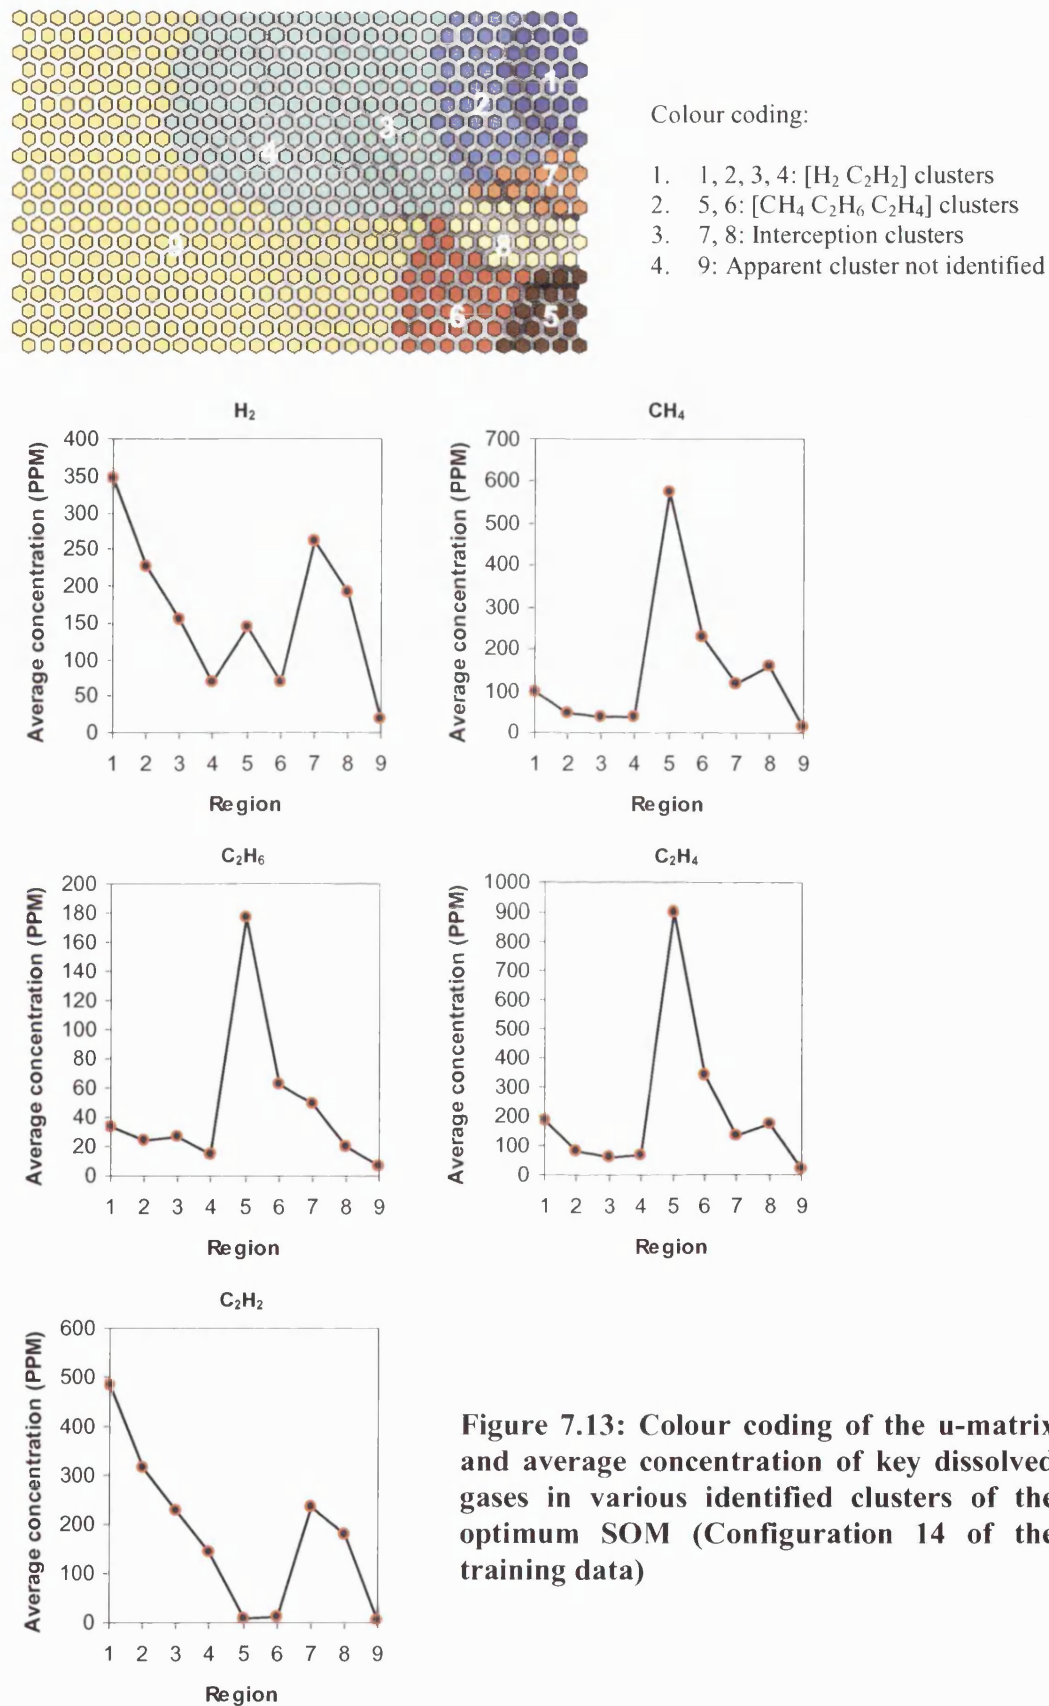 1
2
3
4
7
9
8
6
5
Colour coding:
1. 1, 2, 3, 4: [H₂ C₂H₂] clusters
2. 5, 6: [CH₄ C₂H₆ C₂H₄] clusters
3. 7, 8: Interception clusters
4. 9: Apparent cluster not identified
H₂
Average concentration (PPM)
400
350
300
250
200
150
100
50
0
1 2 3 4 5 6 7 8 9
Region
CH₄
Average concentration (PPM)
700
600
500
400
300
200
100
0
1 2 3 4 5 6 7 8 9
Region
C₂H₆
Average concentration (PPM)
200
180
160
140
120
100
80
60
40
20
0
1 2 3 4 5 6 7 8 9
Region
C₂H₄
Average concentration (PPM)
1000
900
800
700
600
500
400
300
200
100
0
1 2 3 4 5 6 7 8 9
Region
C₂H₂
Average concentration (PPM)
600
500
400
300
200
100
0
1 2 3 4 5 6 7 8 9
Region
Figure 7.13: Colour coding of the u-matrix
and average concentration of key dissolved
gases in various identified clusters of the
optimum SOM (Configuration 14 of the
training data)